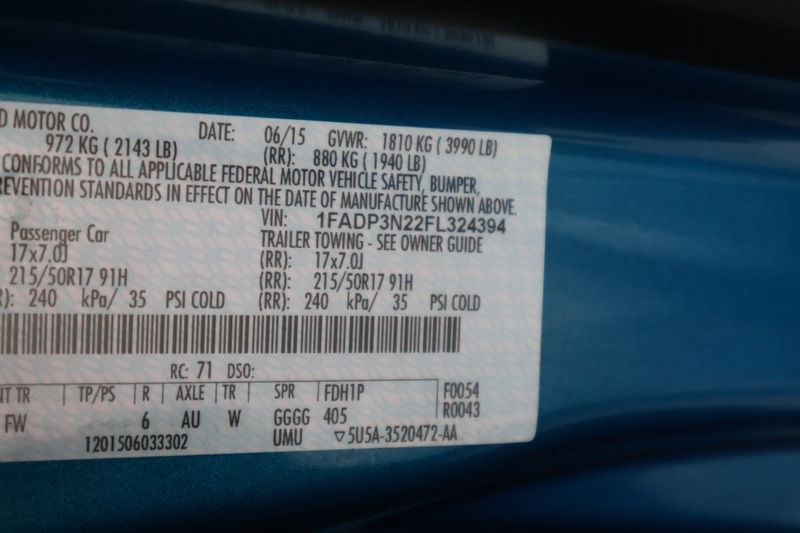 D MOTOR CO. DATE: 06/15 GVWR: 1810 KG ( 3990 LB)
972 KG ( 2143 LB) (RR): 880 KG ( 1940 LB)
CONFORMS TO ALL APPLICABLE FEDERAL MOTOR VEHICLE SAFETY, BUMPER,
REVENTION STANDARDS IN EFFECT ON THE DATE OF MANUFACTURE SHOWN ABOVE.
VIN: 1FADP3N22FL324394
Passenger Car TRAILER TOWING - SEE OWNER GUIDE
17x7.0J (RR): 17x7.0J
215/50R17 91H (RR): 215/50R17 91H
R): 240 kPa/ 35 PSI COLD (RR): 240 kPa/ 35 PSI COLD
RC: 71 DSO:
NT TR TP/PS R AXLE TR SPR FDH1P F0054
FW 6 AU W GGGG 405 R0043
1201506033302 UMU ▽5U5A-3520472-AA